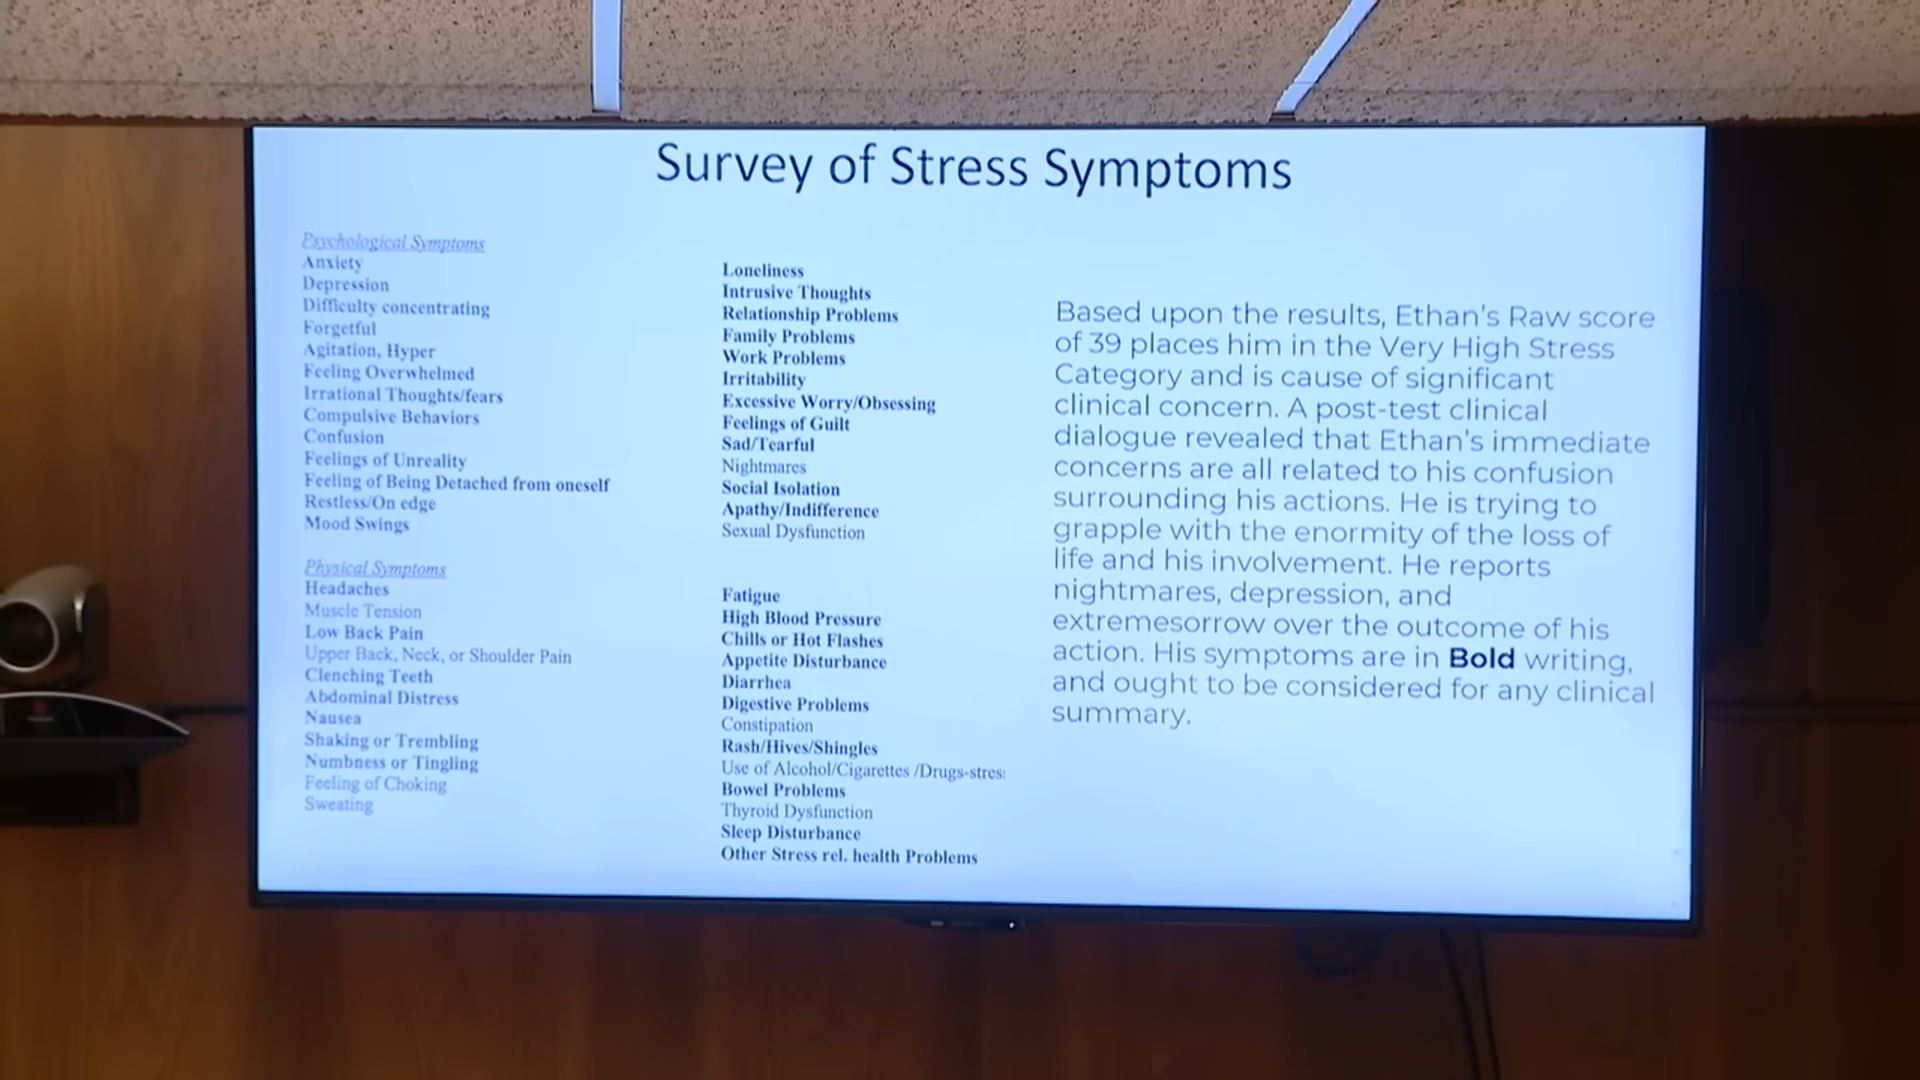 Survey of Stress Symptoms
Psychological Symptoms
Anxiety
Depression
Difficulty concentrating
Forgetful
Agitation, Hyper
Feeling Overwhelmed
Irrational Thoughts/fears
Compulsive Behaviors
Confusion
Feelings of Unreality
Feeling of Being Detached from oneself
Restless/On edge
Mood Swings
Physical Symptoms
Headaches
Muscle Tension
Low Back Pain
Upper Back, Neck, or Shoulder Pain
Clenching Teeth
Abdominal Distress
Nausea
Shaking or Trembling
Numbness or Tingling
Feeling of Choking
Sweating
Loneliness
Intrusive Thoughts
Relationship Problems
Family Problems
Work Problems
Irritability
Excessive Worry/Obsessing
Feelings of Guilt
Sad/Tearful
Nightmares
Social Isolation
Apathy/Indifference
Sexual Dysfunction
Fatigue
High Blood Pressure
Chills or Hot Flashes
Appetite Disturbance
Diarrhea
Digestive Problems
Constipation
Rash/Hives/Shingles
Use of Alcohol/Cigarettes /Drugs-stres
Bowel Problems
Thyroid Dysfunction
Sleep Disturbance
Other Stress rel. health Problems
Based upon the results, Ethan's Raw score
of 39 places him in the Very High Stress
Category and is cause of significant
clinical concern. A post-test clinical
dialogue revealed that Ethan's immediate
concerns are all related to his confusion
surrounding his actions. He is trying to
grapple with the enormity of the loss of
life and his involvement. He reports
nightmares, depression, and
extremesorrow over the outcome of his
action. His symptoms are in Bold writing,
and ought to be considered for any clinical
summary.